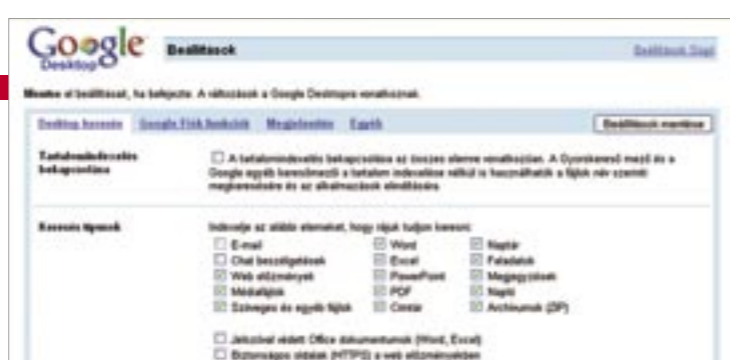 Google
Desktop
Beállítások
Beállítások Súgó
Mentse el beállításait, ha befejezte. A változások a Google Desktopra vonatkoznak.
Desktop keresés Google Fiók funkciók Megjelenítés Egyéb
Beállítások mentése
Tartalomindexelés bekapcsolása
A tartalomindexelés bekapcsolása az összes elemre vonatkozóan. A Gyorskereső mező és a
Google egyéb keresőmezői a tartalom indexelése nélkül is használhatók a fájlok név szerinti
megkeresésére és az alkalmazások elindítására.
Keresés típusok
Indexelje az alábbi elemeket, hogy rájuk tudjon keresni:
E-mail Word Naptár
Chat beszélgetések Excel Feladatok
Web előzmények PowerPoint Megjegyzések
Médiafájlok PDF Napló
Szöveges és egyéb fájlok Címtár Archívumok (ZIP)
Jelszóval védett Office dokumentumok (Word, Excel)
Biztonságos oldalak (HTTPS) a web előzményekben